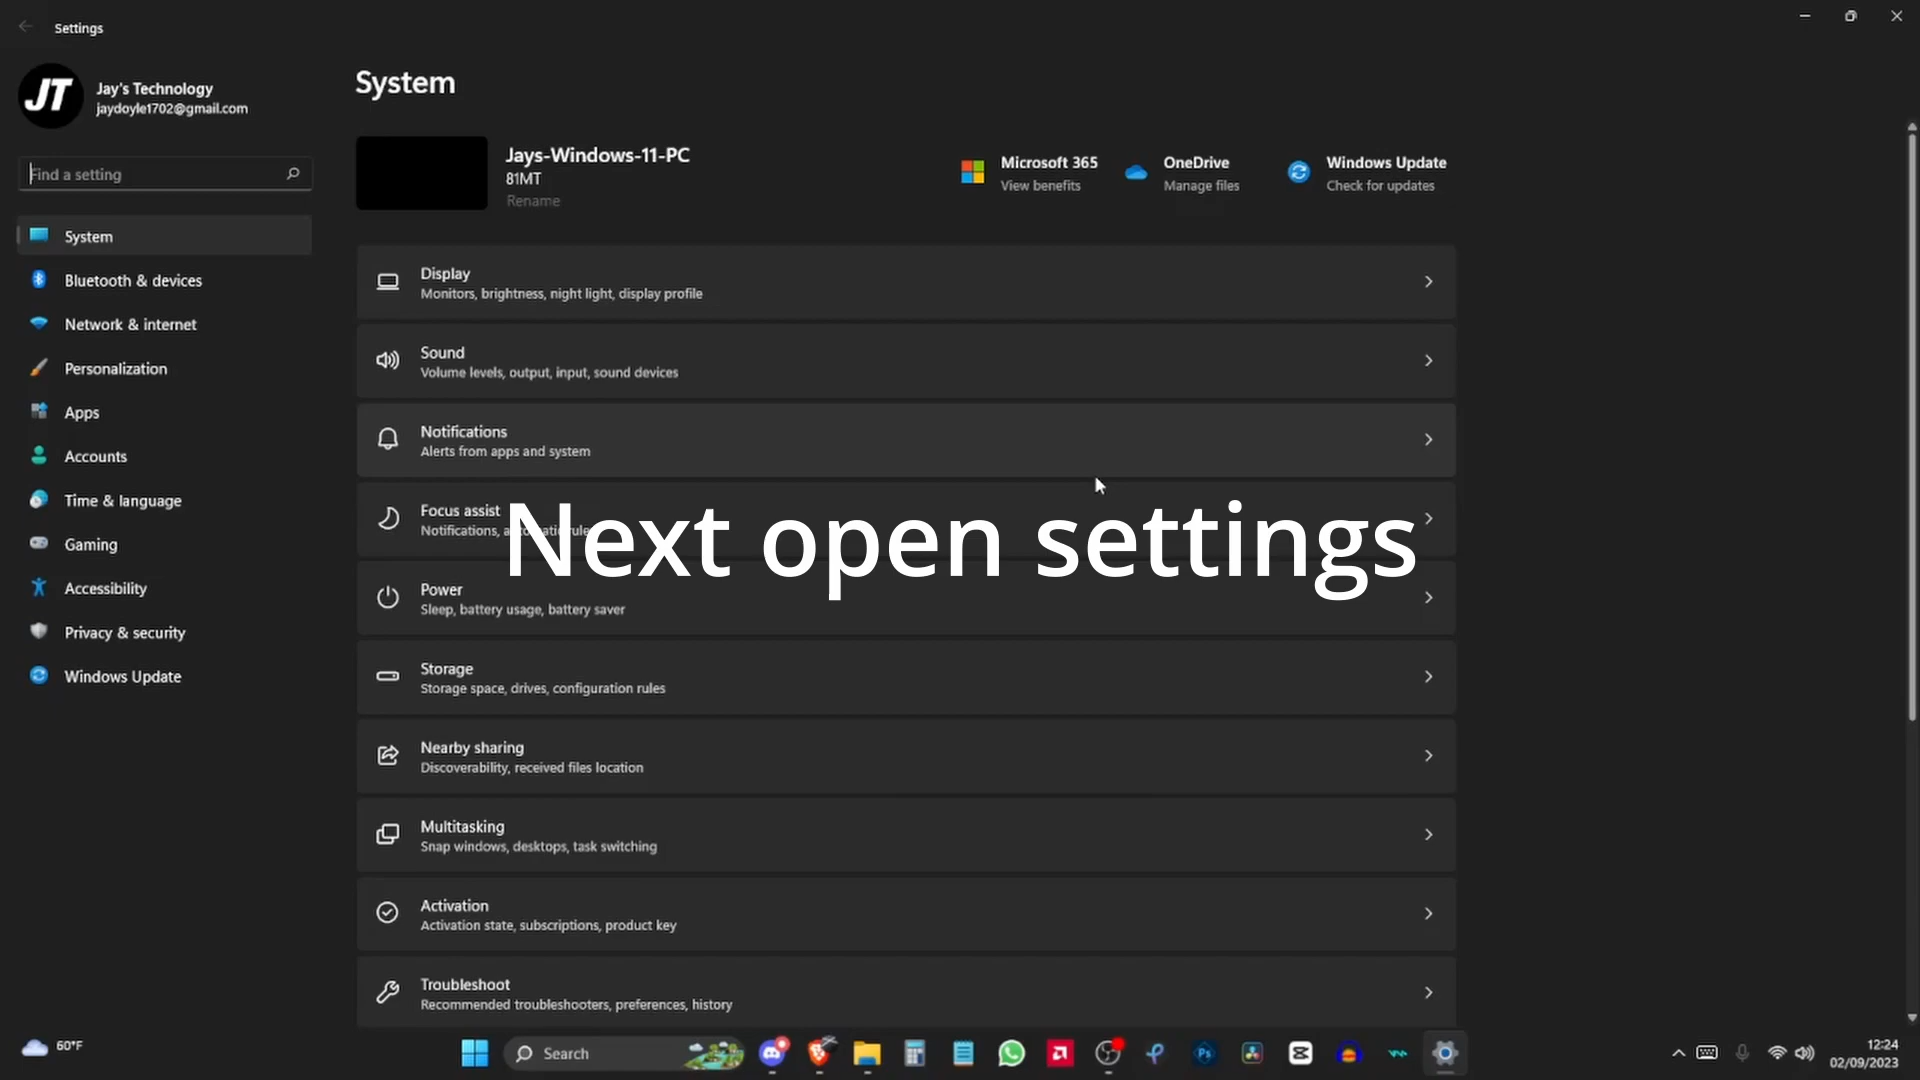 Settings
JT
Jay's Technology
jaydoyle1702@gmail.com
Find a setting
System
Bluetooth & devices
Network & internet
Personalization
Apps
Accounts
Time & language
Gaming
Accessibility
Privacy & security
Windows Update
System
Jays-Windows-11-PC
81MT
Rename
Microsoft 365
View benefits
OneDrive
Manage files
Windows Update
Check for updates
Display
Monitors, brightness, night light, display profile
Sound
Volume levels, output, input, sound devices
Notifications
Alerts from apps and system
Focus assist
Notifications, automatic rules
Next open settings
Power
Sleep, battery usage, battery saver
Storage
Storage space, drives, configuration rules
Nearby sharing
Discoverability, received files location
Multitasking
Snap windows, desktops, task switching
Activation
Activation state, subscriptions, product key
Troubleshoot
Recommended troubleshooters, preferences, history
60°F
Search
Ps
12:24
02/09/2023